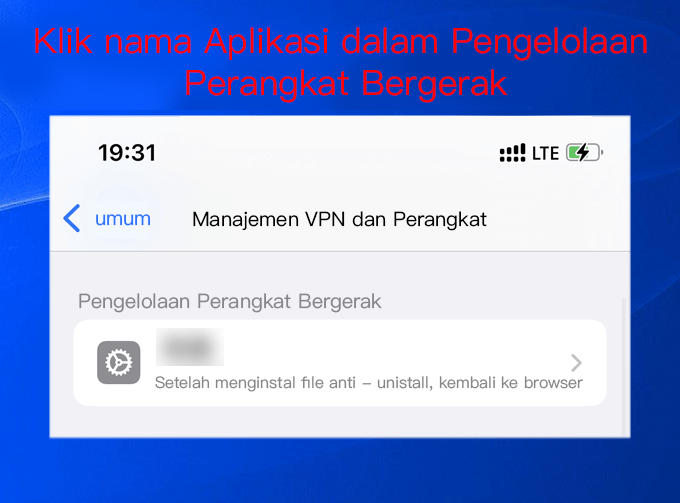 Klik nama Aplikasi dalam Pengelolaan
Perangkat Bergerak
19:31
LTE
umum
Manajemen VPN dan Perangkat
Pengelolaan Perangkat Bergerak
Setelah menginstal file anti - unistall, kembali ke browser